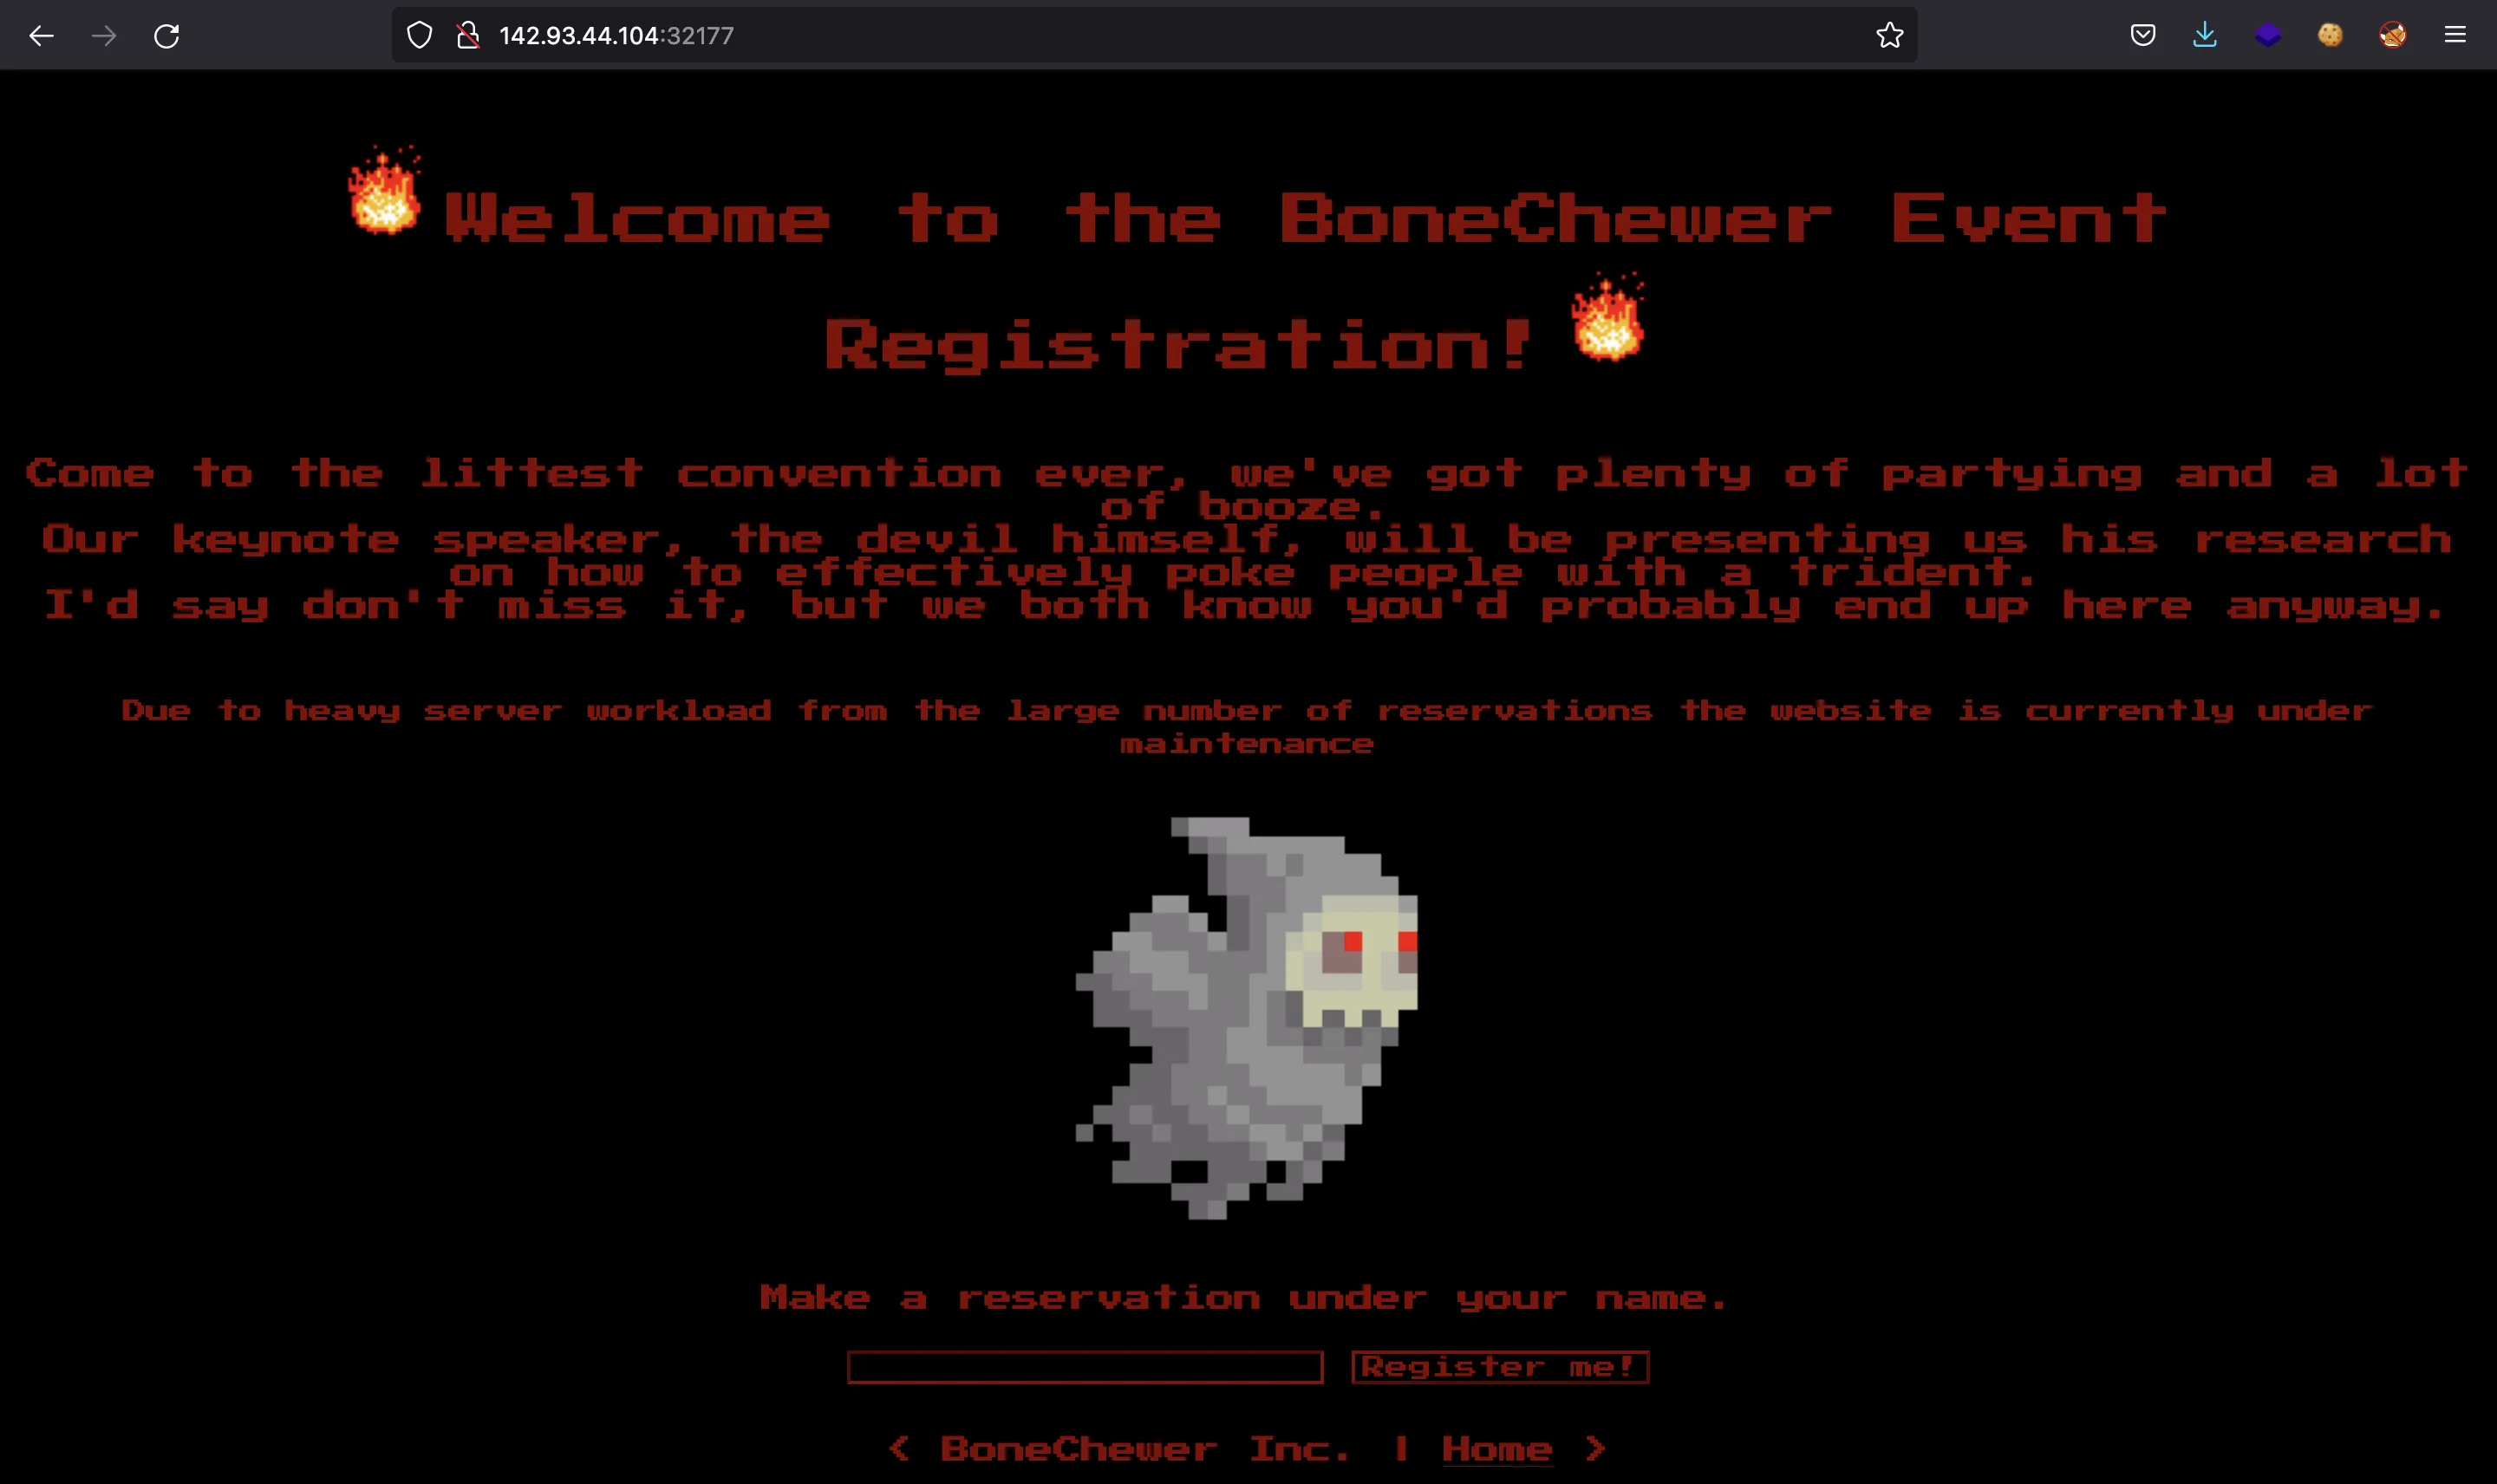 142.93.44.104:32177
Welcome to the BoneChewer Event
Registration!
Come to the littest convention ever, we've got plenty of partying and a lot
of booze.
Our keynote speaker, the devil himself, will be presenting us his research
on how to effectively poke people with a trident.
I'd say don't miss it, but we both know you'd probably end up here anyway.
Due to heavy server workload from the large number of reservations the website is currently under
maintenance
Make a reservation under your name.
Register me!
< BoneChewer Inc. | Home >